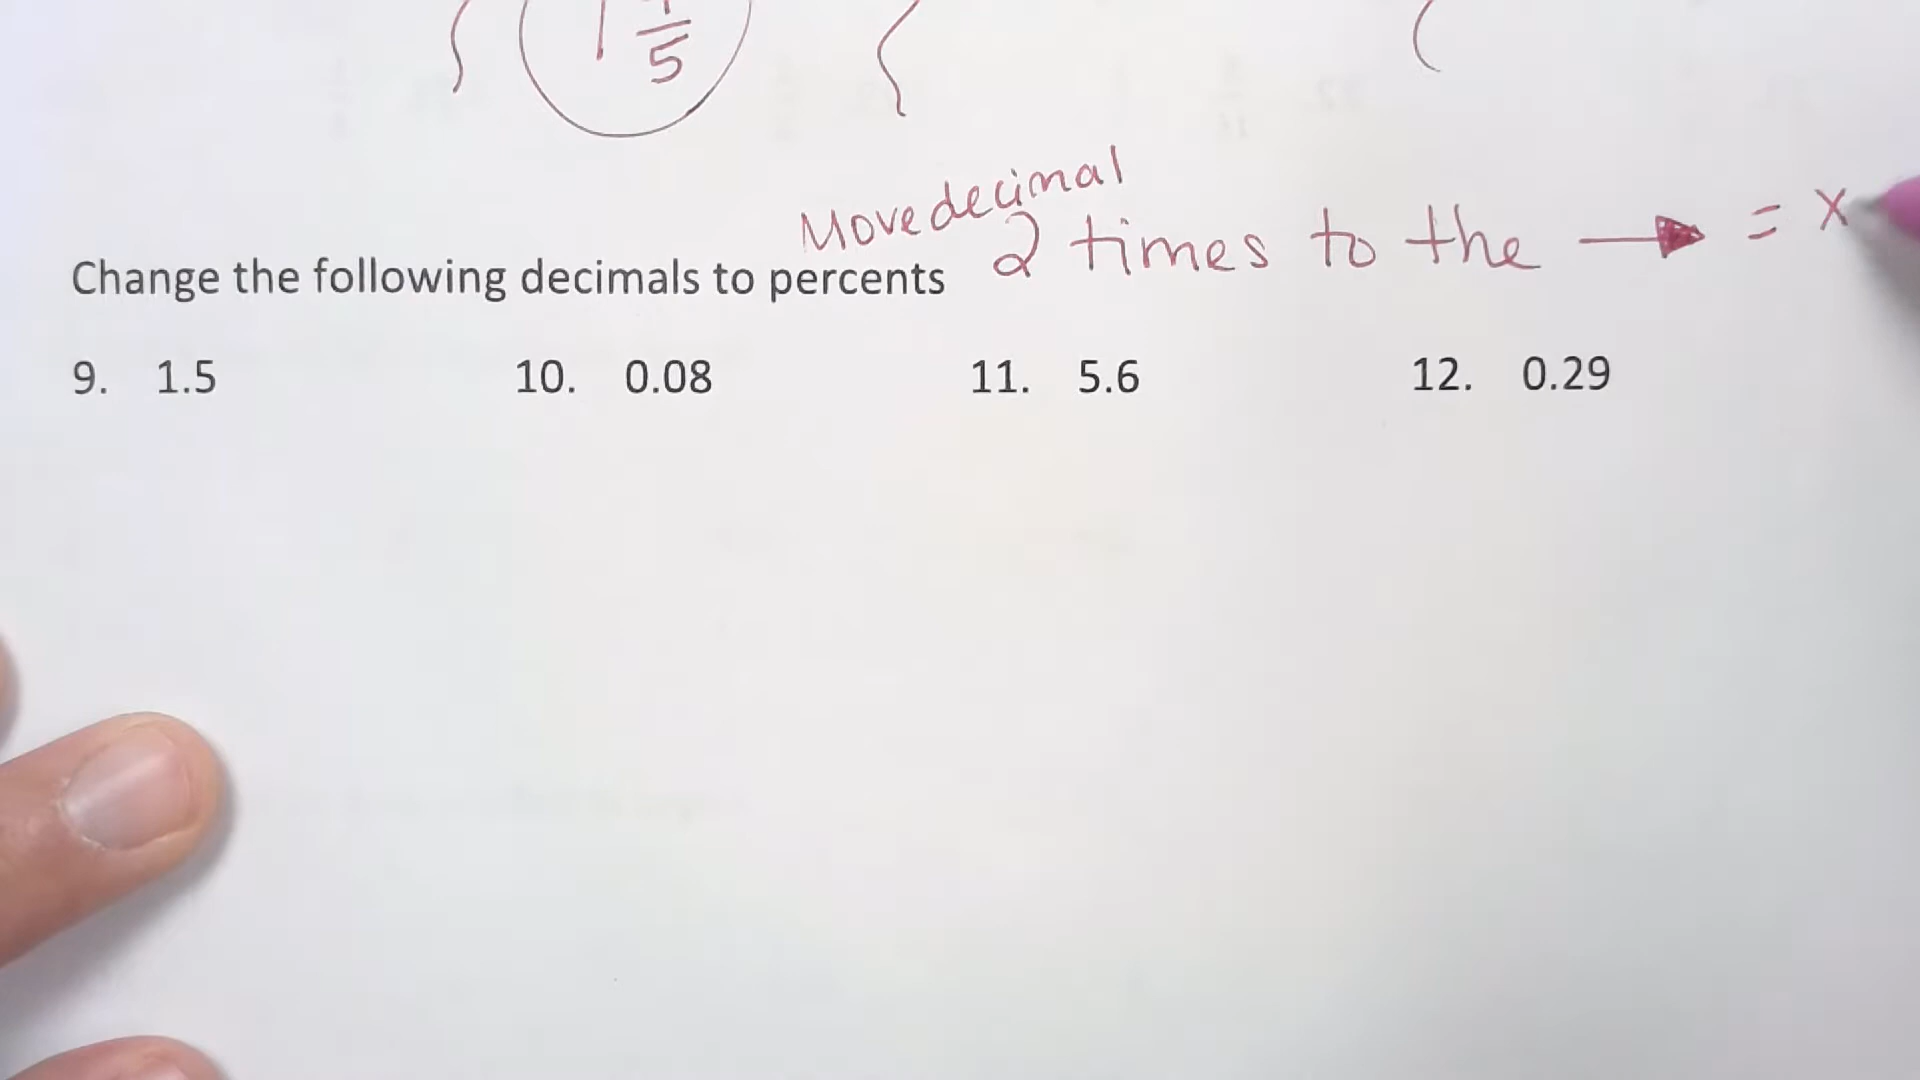 1 1/5
Move decimal
2 times to the → = x
Change the following decimals to percents
9. 1.5 10. 0.08 11. 5.6 12. 0.29